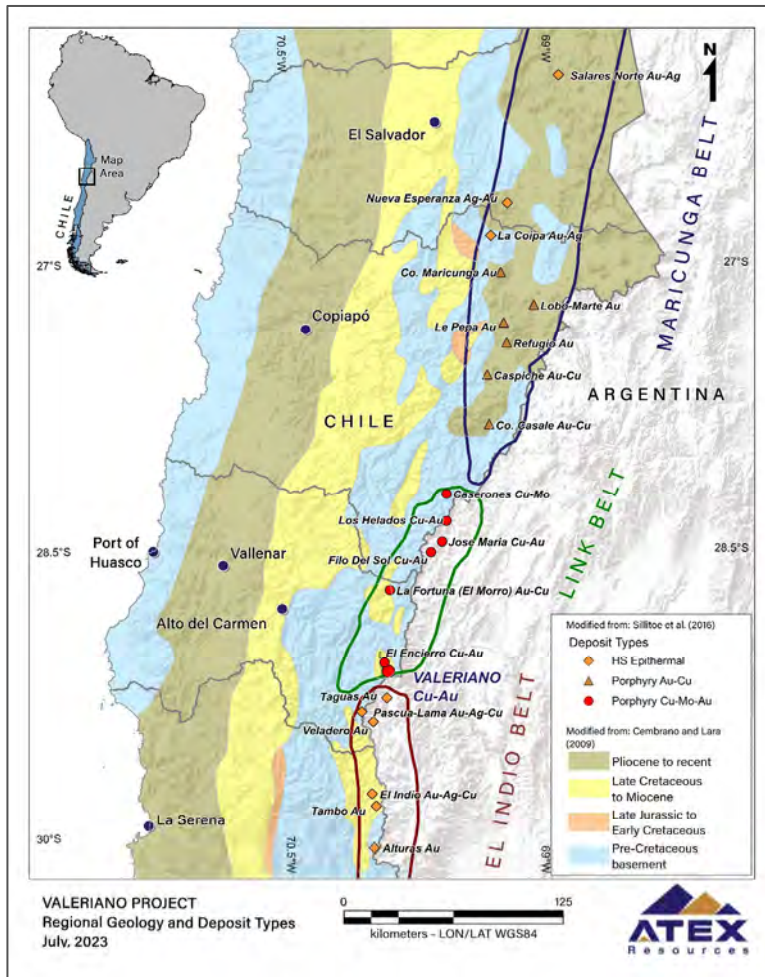 70.5°W
69°W
N
Salares Norte Au-Ag
El Salvador
Map
Area
CHILE
Nueva Esperanza Ag-Au
La Coipa Au-Ag
MARICUNGA BELT
27°S
27°S
Co. Maricunga Au
Lobo-Marte Au
Copiapó
Le Pepa Au
Refugio Au
Caspiche Au-Cu
ARGENTINA
CHILE
Co. Casale Au-Cu
Caserones Cu-Mo
Los Helados Cu-Au
LINK BELT
Port of
Huasco
28.5°S
28.5°S
Jose Maria Cu-Au
Filo Del Sol Cu-Au
Vallenar
La Fortuna (El Morro) Au-Cu
Alto del Carmen
El Encierro Cu-Au
VALERIANO
Cu-Au
Taguas Au
Pascua-Lama Au-Ag-Cu
Veladero Au
EL INDIO BELT
El Indio Au-Ag-Cu
Tambo Au
La Serena
30°S
70.5°W
Alturas Au
69°W
Modified from: Sillitoe et al. (2016)
Deposit Types
HS Epithermal
Porphyry Au-Cu
Porphyry Cu-Mo-Au
Modified from: Cembrano and Lara
(2009)
Pliocene to recent
Late Cretaceous
to Miocene
Late Jurassic to
Early Cretaceous
Pre-Cretaceous
basement
VALERIANO PROJECT
Regional Geology and Deposit Types
July, 2023
0
125
kilometers - LON/LAT WGS84
ATEX
Resources